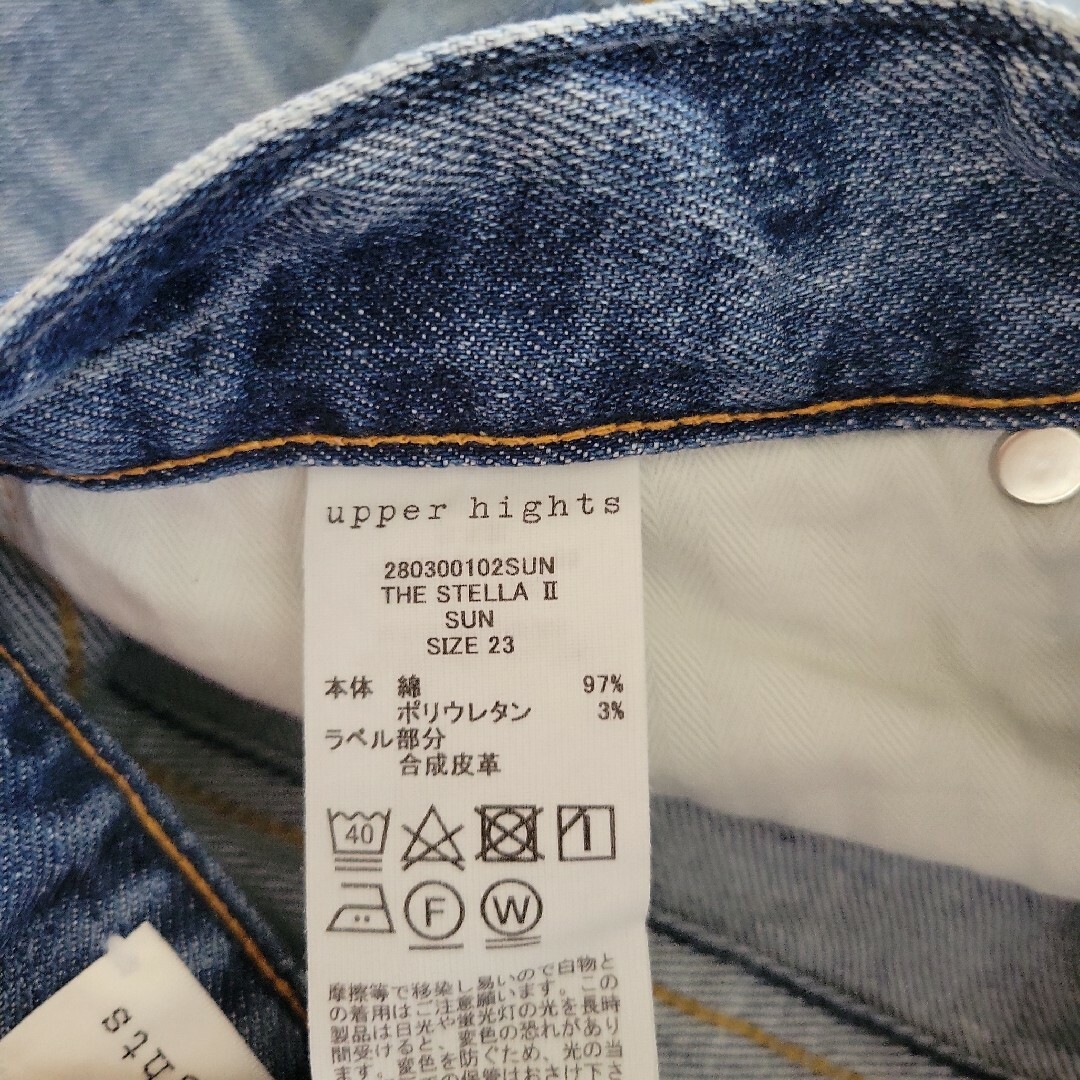 upper hights
280300102SUN
THE STELLA Ⅱ
SUN
SIZE 23
本体 綿 97%
ポリウレタン 3%
ラベル部分
合成皮革
40
F W
摩擦等で移染し易いので白物と
の着用はご注意願います。この
製品は日光や蛍光灯の光を長時
間受けると、変色の恐れがあり
ます。変色を防ぐため、光の当
hts